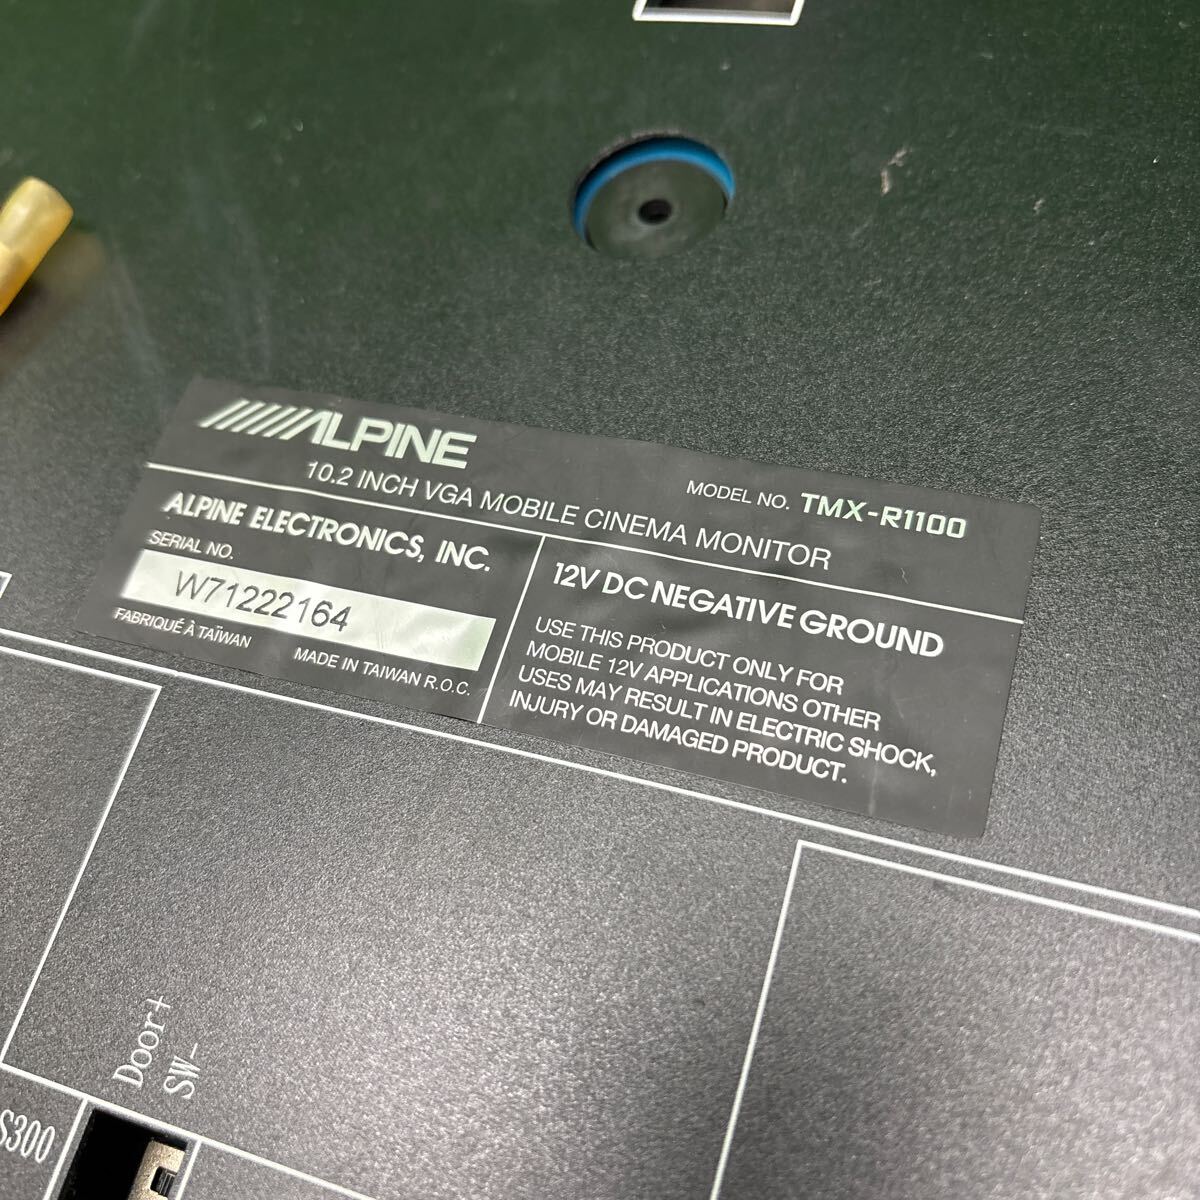 ALPINE
MODEL NO. TMX-R1100
10.2 INCH VGA MOBILE CINEMA MONITOR
ALPINE ELECTRONICS, INC.
SERIAL NO.
W71222164
FABRIQUÉ À TAÏWAN
MADE IN TAIWAN R.O.C.
12V DC NEGATIVE GROUND
USE THIS PRODUCT ONLY FOR
MOBILE 12V APPLICATIONS OTHER
USES MAY RESULT IN ELECTRIC SHOCK,
INJURY OR DAMAGED PRODUCT.
Door+
SW-
S300